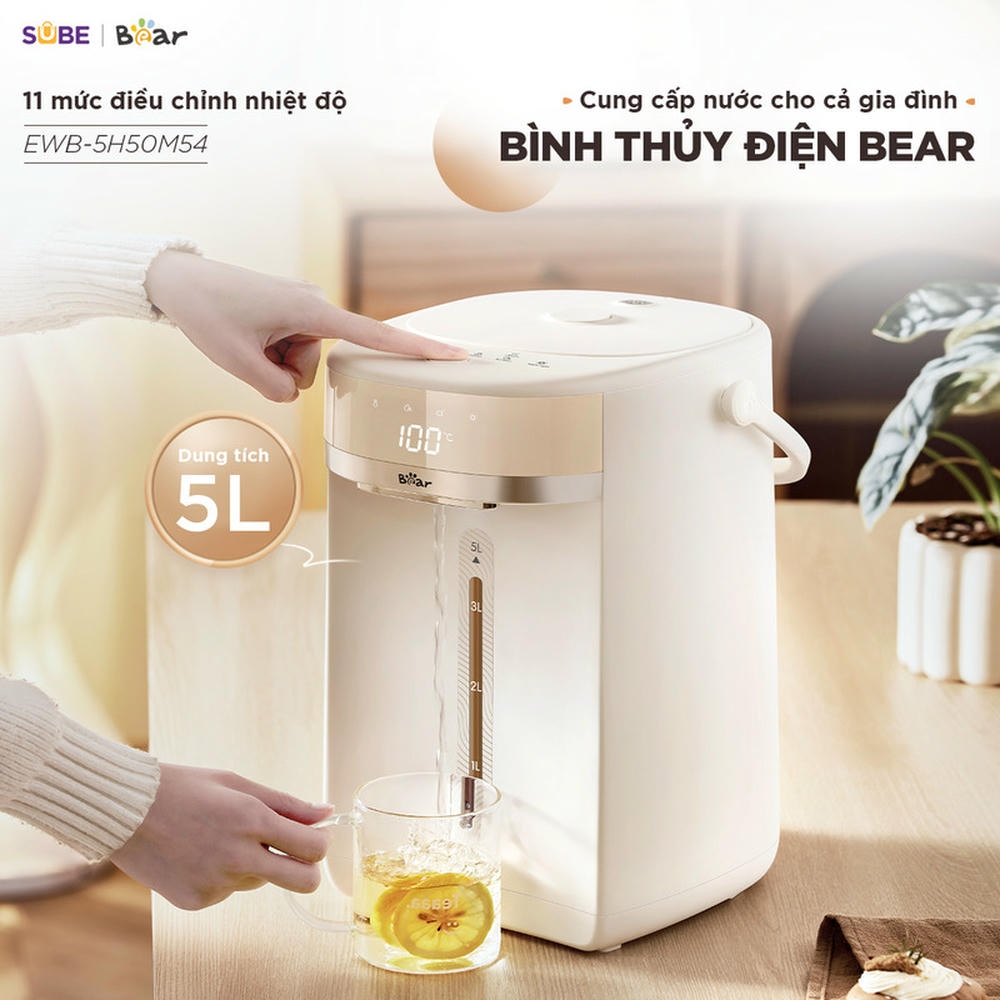 SUBE | Bear
11 mức điều chỉnh nhiệt độ
EWB-5H50M54
Cung cấp nước cho cả gia đình
BÌNH THỦY ĐIỆN BEAR
Dung tích
5L
100°C
Bear
5L
3L
2L
1L